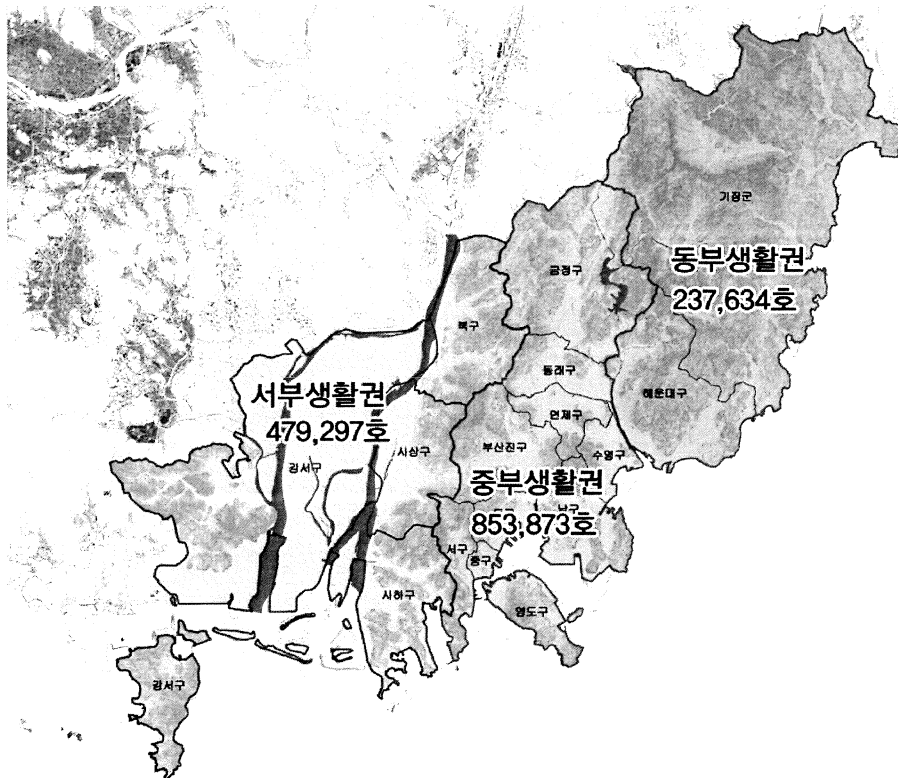 기장군
동부생활권
237,634호
금정구
북구
동래구
해운대구
연제구
서부생활권
479,297호
부산진구
수영구
사상구
강서구
중부생활권
853,873호
남구
서구
중구
사하구
영도구
강서구